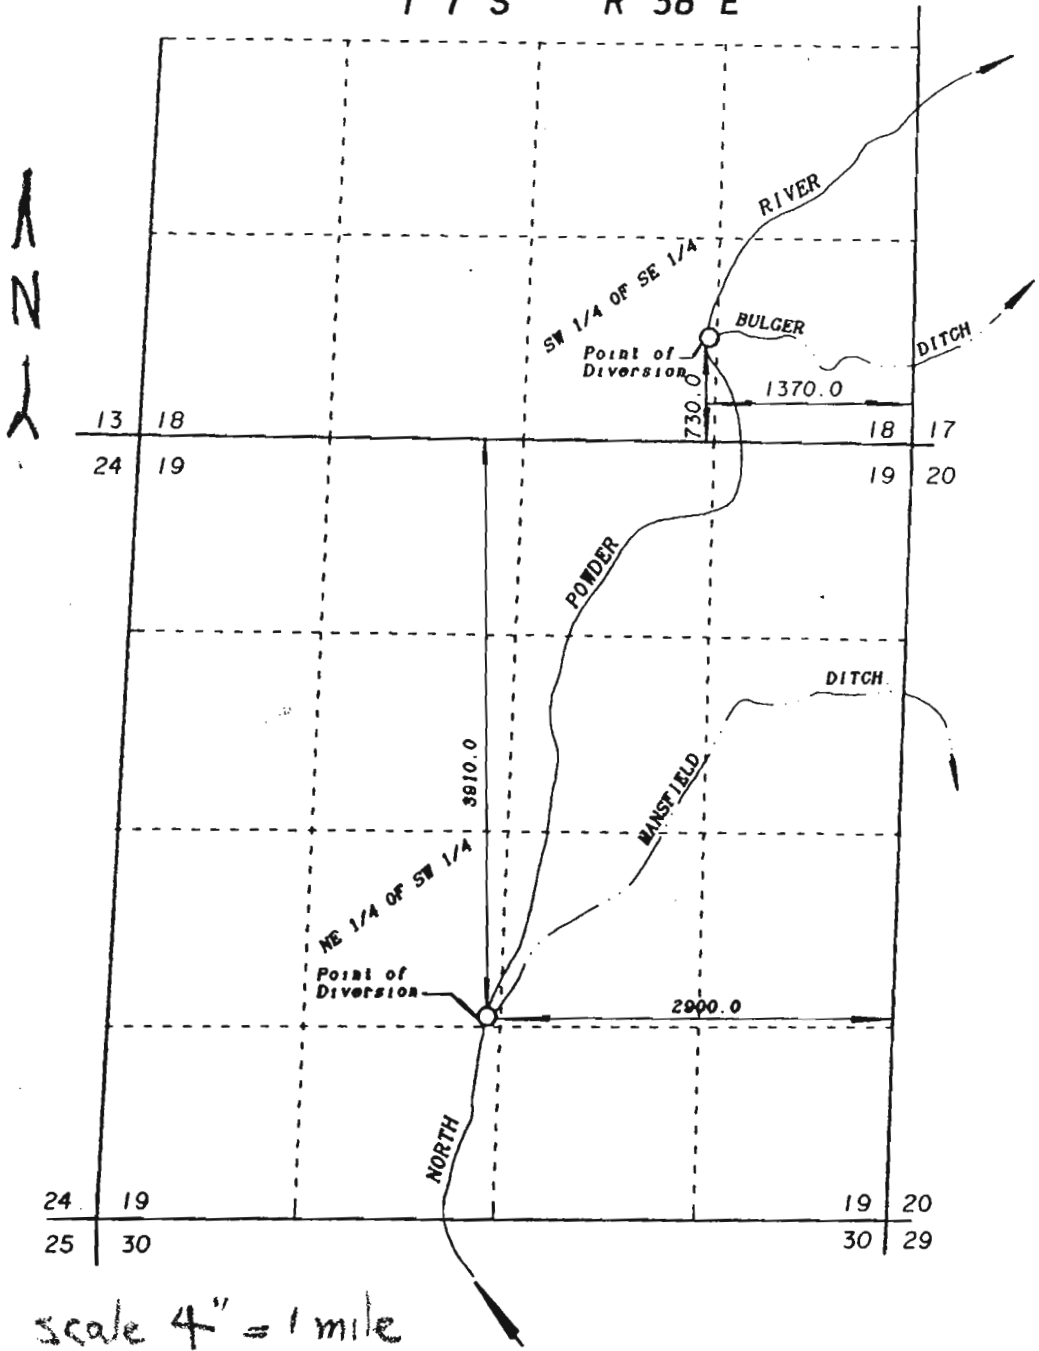 T 7 S R 38 E
RIVER
N
SW 1/4 OF SE 1/4
BULGER
DITCH
Point of
Diversion
730.0
1370.0
13 18
18 17
24 19
19 20
POWDER
DITCH
3910.0
MANSFIELD
NE 1/4 OF SW 1/4
Point of
Diversion
2900.0
NORTH
24 19
19 20
25 30
30 29
scale 4" = 1 mile